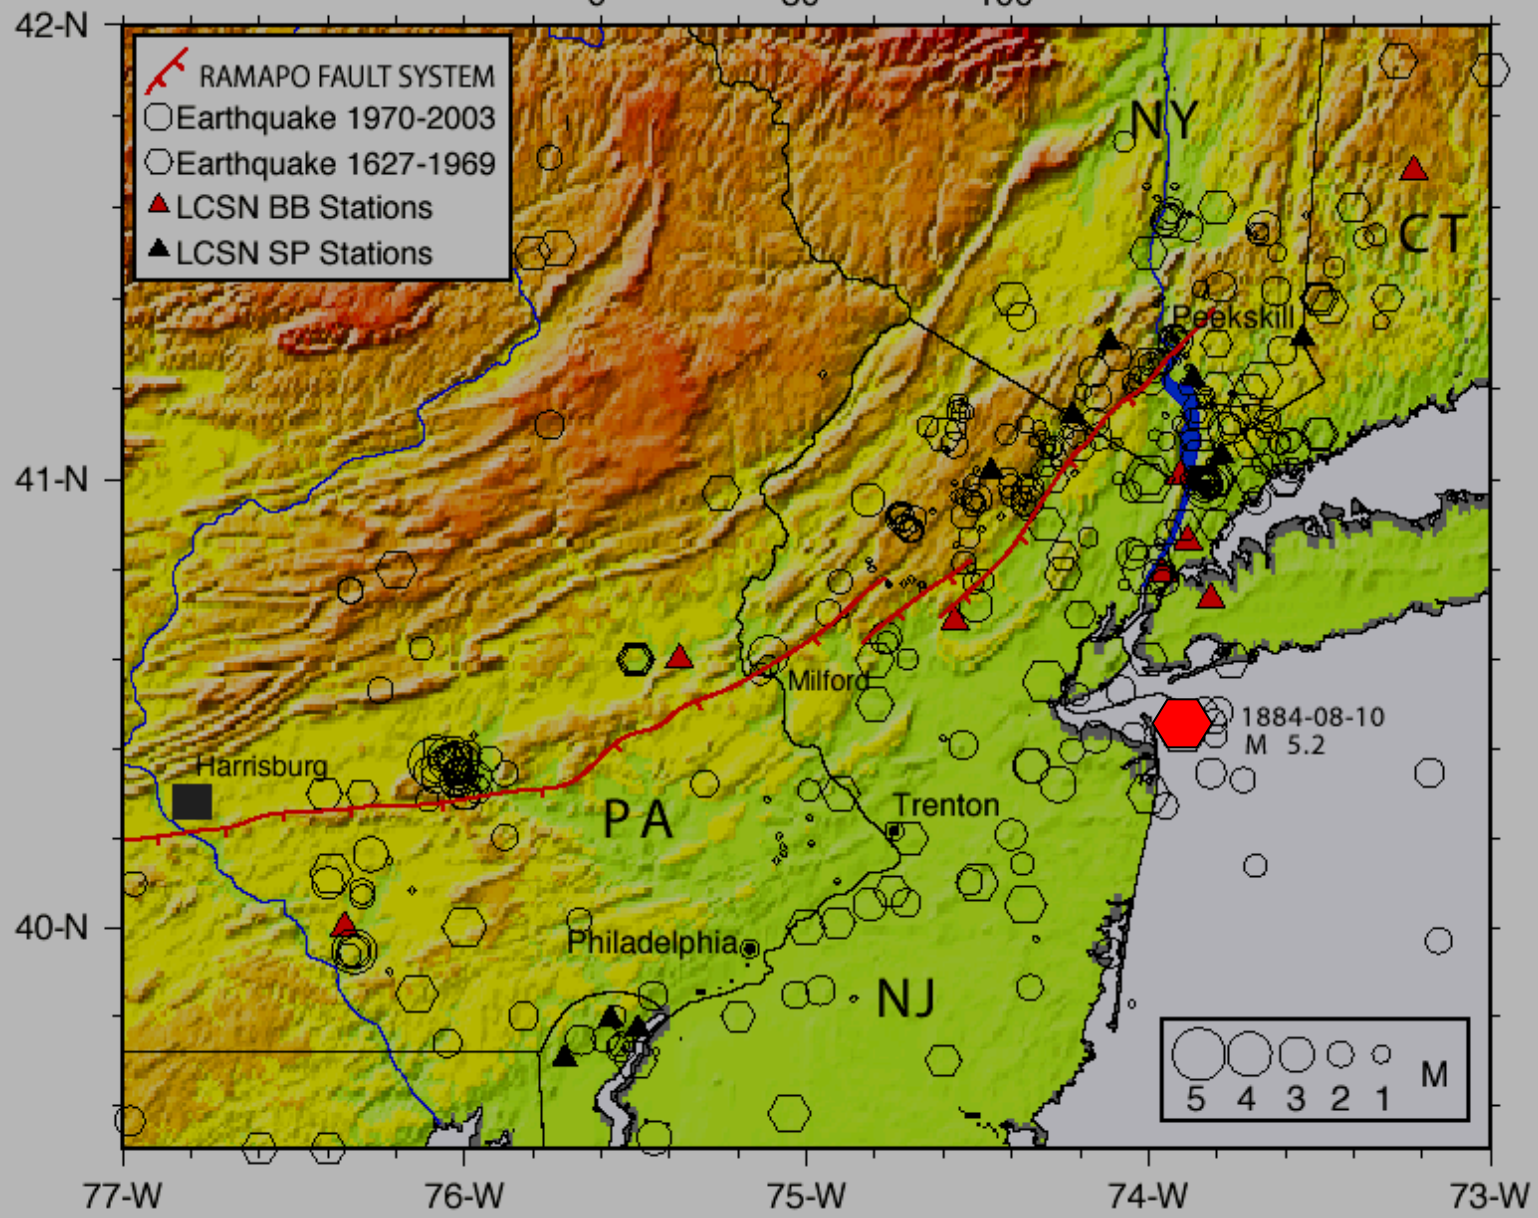 42-N
RAMAPO FAULT SYSTEM
Earthquake 1970-2003
Earthquake 1627-1969
LCSN BB Stations
LCSN SP Stations
NY
CT
Peekskill
41-N
Milford
1884-08-10
M 5.2
Harrisburg
PA
Trenton
40-N
Philadelphia
NJ
5 4 3 2 1 M
77-W 76-W 75-W 74-W 73-W